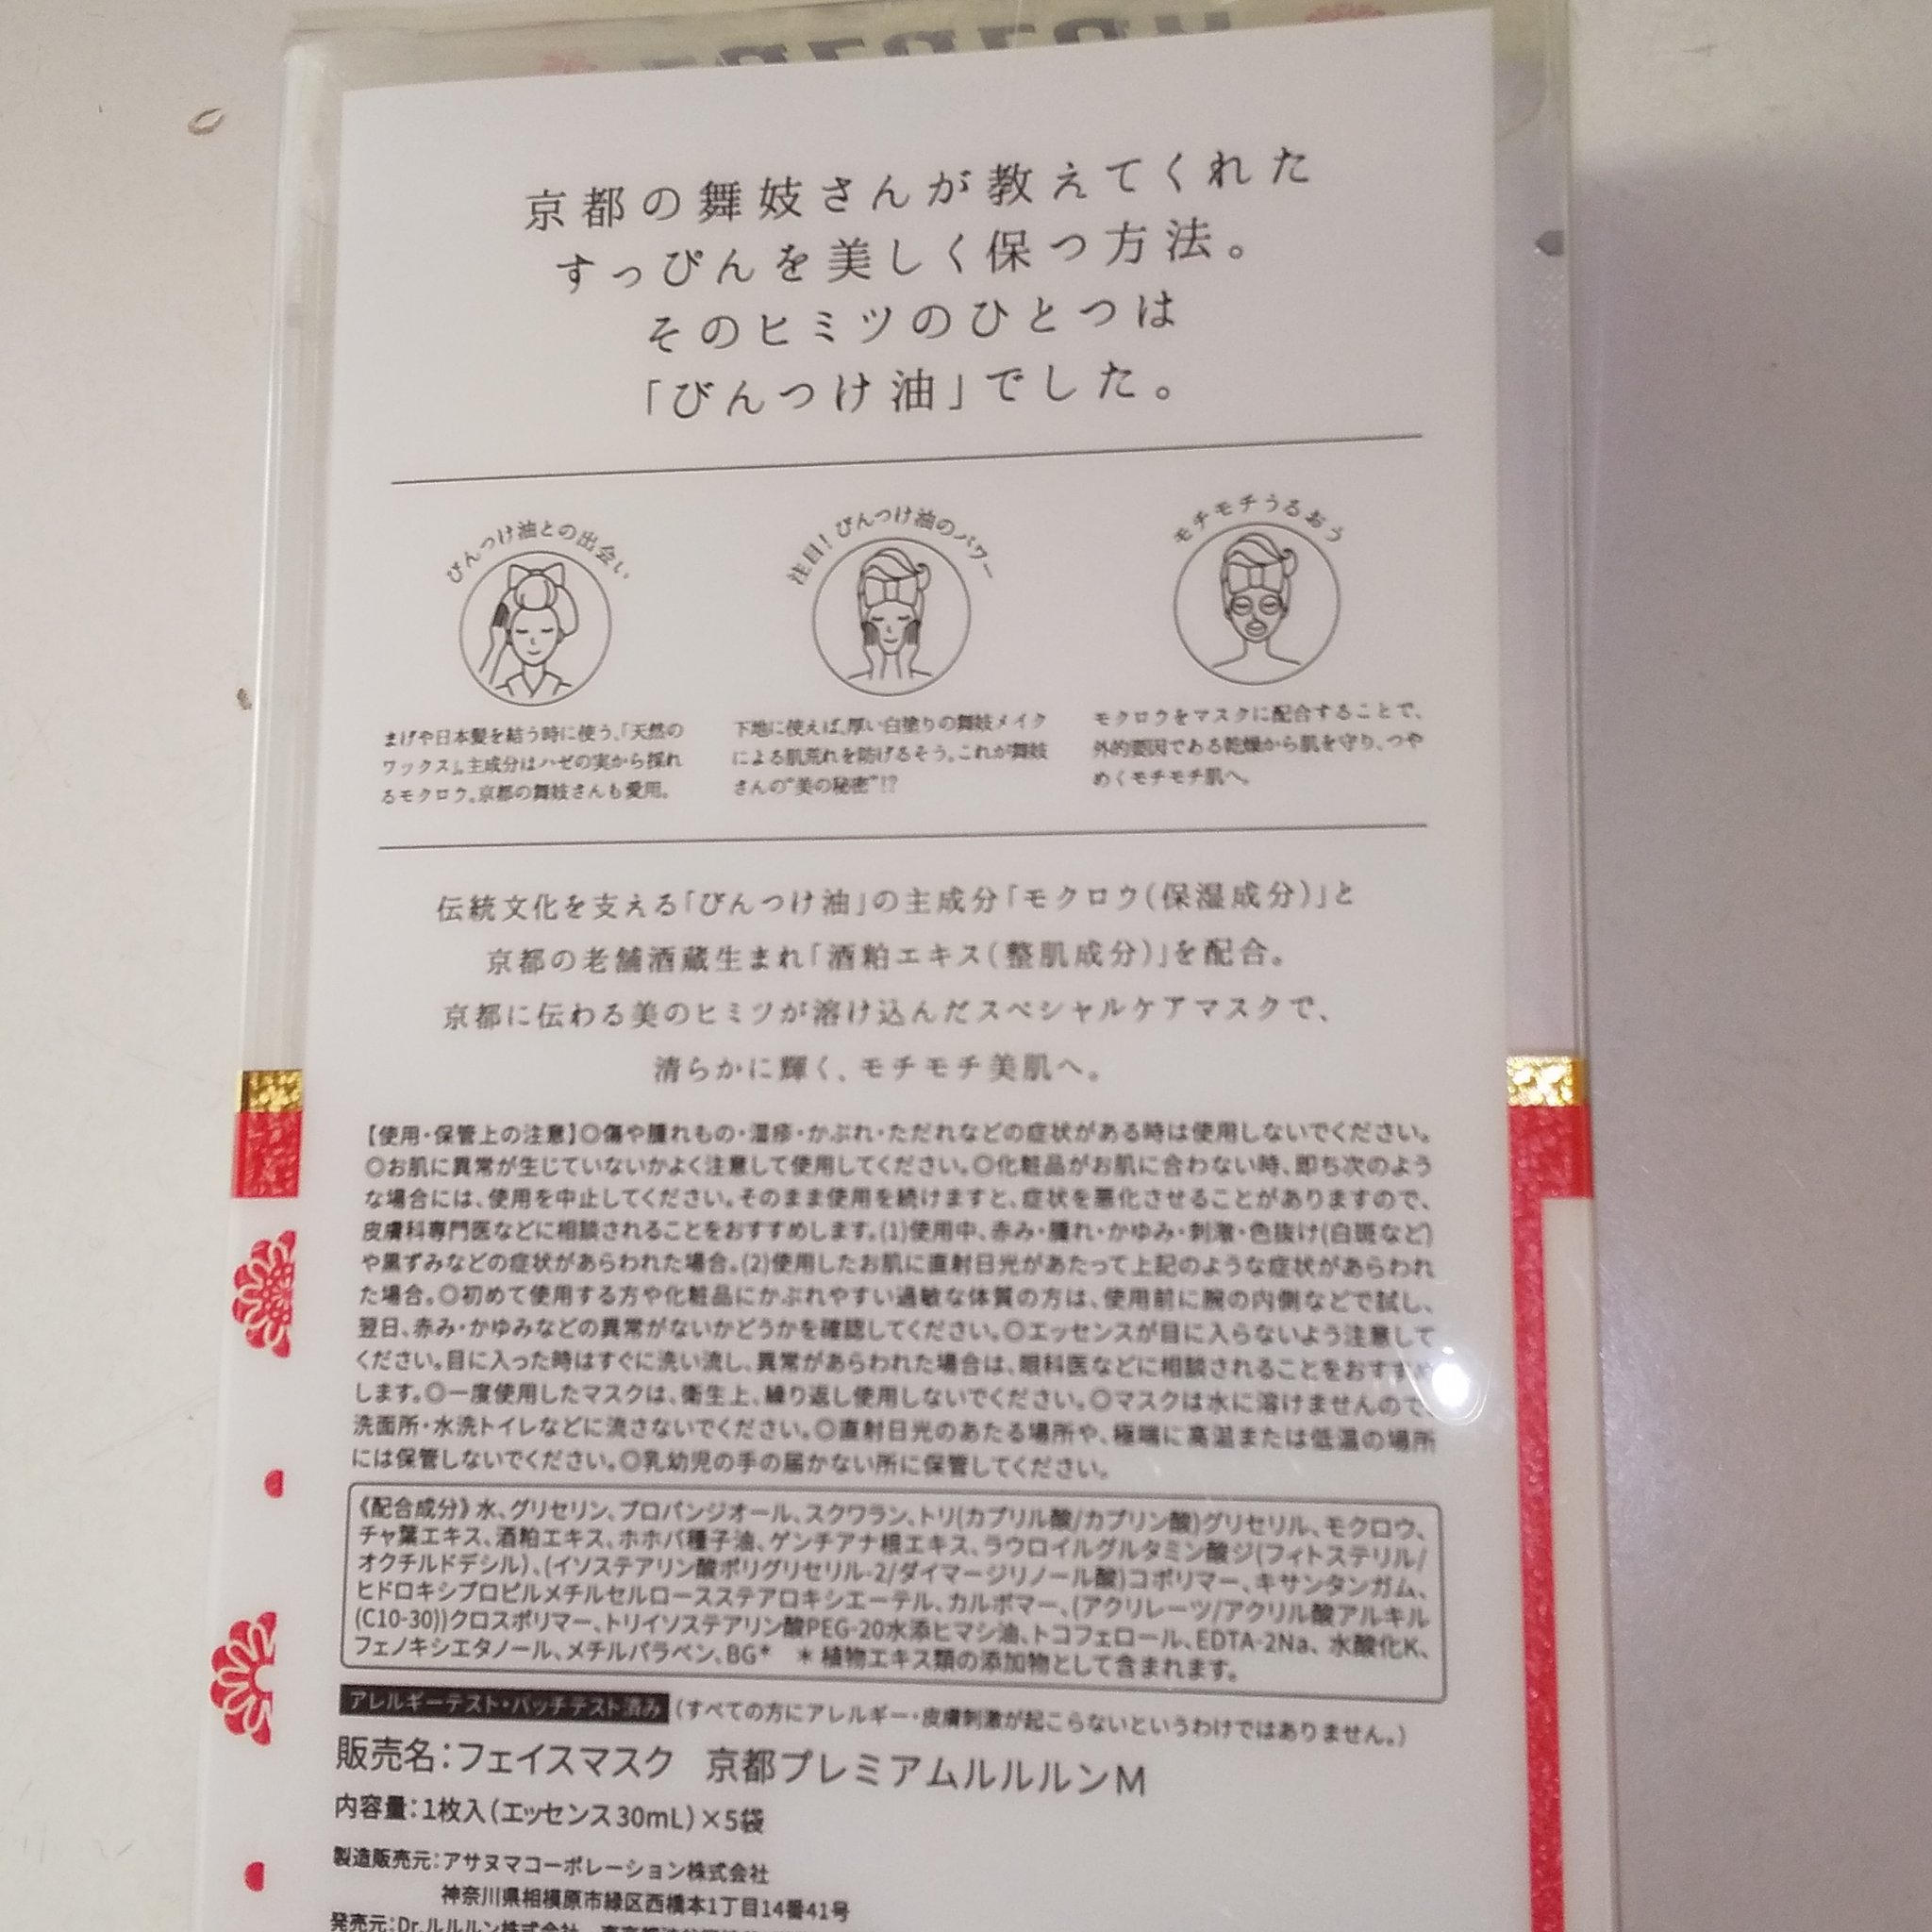 京都の舞妓さんが教えてくれた
すっぴんを美しく保つ方法。
そのヒミツのひとつは
「びんつけ油」でした。
びんつけ油との出会い
まげや日本髪を結う時に使う、「天然の
ワックス」。主成分はハゼの実から採れ
るモクロウ。京都の舞妓さんも愛用。
注目!びんつけ油のパワー
下地に使えば、厚い白塗りの舞妓メイク
による肌荒れを防げるそう。これが舞妓
さんの“美の秘密”!?
モチモチうるおう
モクロウをマスクに配合することで、
外的要因である乾燥から肌を守り、つや
めくモチモチ肌へ。
伝統文化を支える「びんつけ油」の主成分「モクロウ(保湿成分)」と
京都の老舗酒蔵生まれ「酒粕エキス(整肌成分)」を配合。
京都に伝わる美のヒミツが溶け込んだスペシャルケアマスクで、
清らかに輝く、モチモチ美肌へ。
【使用・保管上の注意】◎傷や腫れもの・湿疹・かぶれ・ただれなどの症状がある時は使用しないでください。
◎お肌に異常が生じていないかよく注意して使用してください。◎化粧品がお肌に合わない時、即ち次のよう
な場合には、使用を中止してください。そのまま使用を続けますと、症状を悪化させることがありますので、
皮膚科専門医などに相談されることをおすすめします。(1)使用中、赤み・腫れ・かゆみ・刺激・色抜け(白斑など)
や黒ずみなどの症状があらわれた場合。(2)使用したお肌に直射日光があたって上記のような症状があらわれ
た場合。◎初めて使用する方や化粧品にかぶれやすい過敏な体質の方は、使用前に腕の内側などで試し、
翌日、赤み・かゆみなどの異常がないかどうかを確認してください。◎エッセンスが目に入らないよう注意して
ください。目に入った時はすぐに洗い流し、異常があらわれた場合は、眼科医などに相談されることをおすすめ
します。◎一度使用したマスクは、衛生上、繰り返し使用しないでください。◎マスクは水に溶けませんので、
洗面所・水洗トイレなどに流さないでください。◎直射日光のあたる場所や、極端に高温または低温の場所
には保管しないでください。◎乳幼児の手の届かない所に保管してください。
《配合成分》水、グリセリン、プロパンジオール、スクワラン、トリ(カプリル酸/カプリン酸)グリセリル、モクロウ、
チャ葉エキス、酒粕エキス、ホホバ種子油、ゲンチアナ根エキス、ラウロイルグルタミン酸ジ(フィトステリル/
オクチルドデシル)、(イソステアリン酸ポリグリセリル-2/ダイマージリノール酸)コポリマー、キサンタンガム、
ヒドロキシプロピルメチルセルロースステアロキシエーテル、カルボマー、(アクリレーツ/アクリル酸アルキル
(C10-30))クロスポリマー、トリイソステアリン酸PEG-20水添ヒマシ油、トコフェロール、EDTA-2Na、水酸化K、
フェノキシエタノール、メチルパラベン、BG* ＊植物エキス類の添加物として含まれます。
アレルギーテスト・パッチテスト済み (すべての方にアレルギー・皮膚刺激が起こらないというわけではありません。)
販売名:フェイスマスク 京都プレミアムルルルンM
内容量:1枚入(エッセンス30mL)×5袋
製造販売元:アサヌマコーポレーション株式会社
神奈川県相模原市緑区西橋本1丁目14番41号
発売元:Dr.ルルルン株式会社